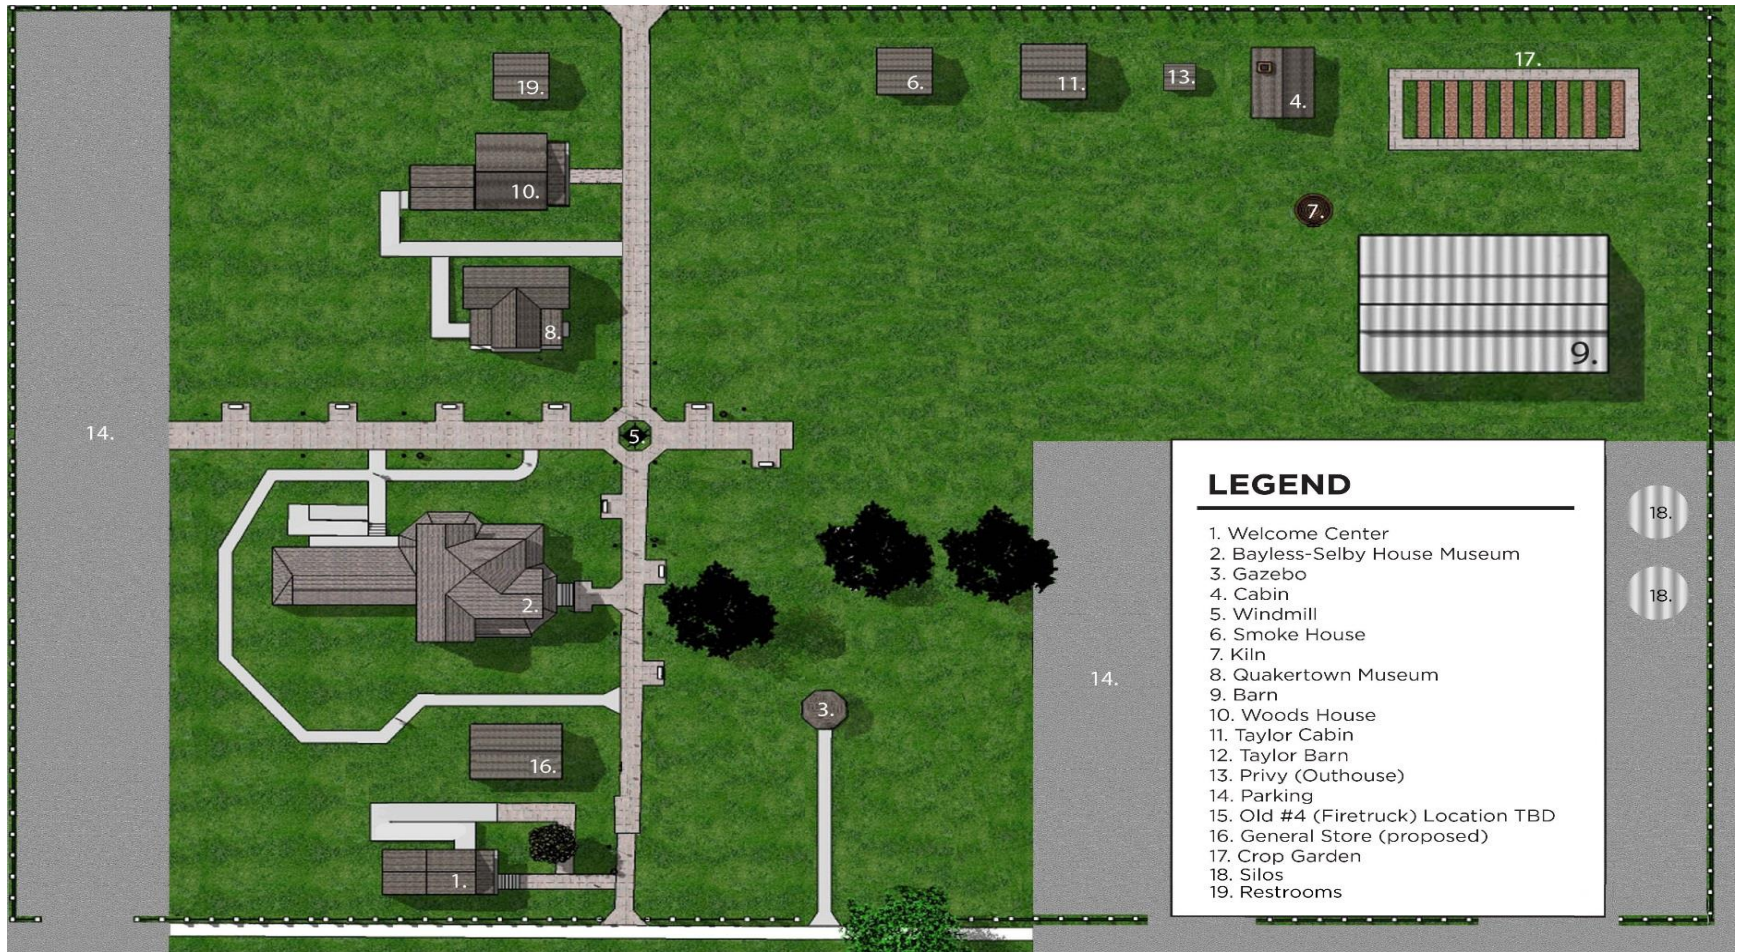 17.
19.
6.
11.
13.
4.
10.
7.
8.
9.
14.
5.
LEGEND
1. Welcome Center
2. Bayless-Selby House Museum
3. Gazebo
4. Cabin
5. Windmill
6. Smoke House
7. Kiln
8. Quakertown Museum
9. Barn
10. Woods House
11. Taylor Cabin
12. Taylor Barn
13. Privy (Outhouse)
14. Parking
15. Old #4 (Firetruck) Location TBD
16. General Store (proposed)
17. Crop Garden
18. Silos
19. Restrooms
18.
18.
2.
14.
3.
16.
1.